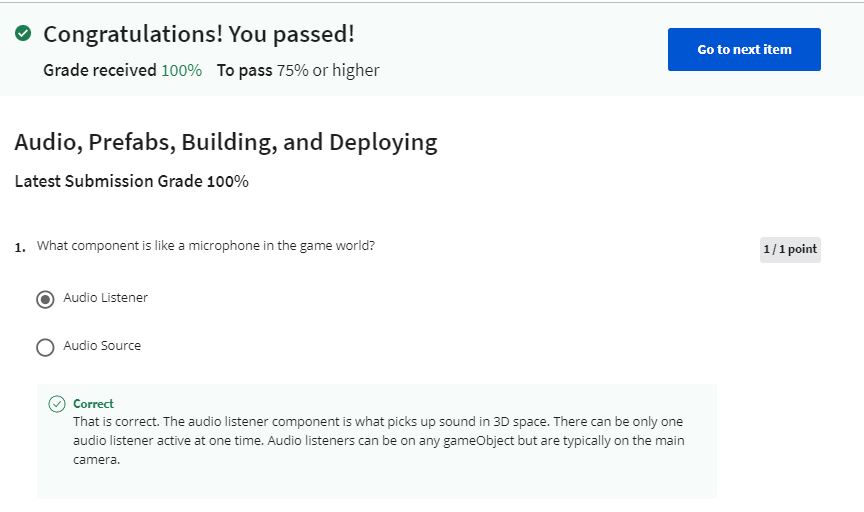 Congratulations! You passed!
Go to next item
Grade received 100% To pass 75% or higher
Audio, Prefabs, Building, and Deploying
Latest Submission Grade 100%
1. What component is like a microphone in the game world?
1 / 1 point
Audio Listener
Audio Source
Correct
That is correct. The audio listener component is what picks up sound in 3D space. There can be only one
audio listener active at one time. Audio listeners can be on any gameObject but are typically on the main
camera.